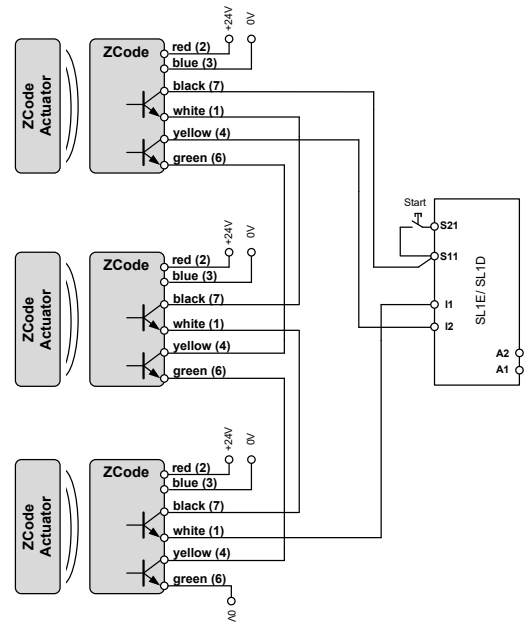 +24V
0V
ZCode
Actuator
ZCode
red (2)
blue (3)
black (7)
white (1)
yellow (4)
green (6)
+24V
0V
ZCode
Actuator
ZCode
red (2)
blue (3)
black (7)
white (1)
yellow (4)
green (6)
+24V
0V
ZCode
Actuator
ZCode
red (2)
blue (3)
black (7)
white (1)
yellow (4)
green (6)
0V
Start
S21
S11
I1
I2
SL1E/ SL1D
A2
A1